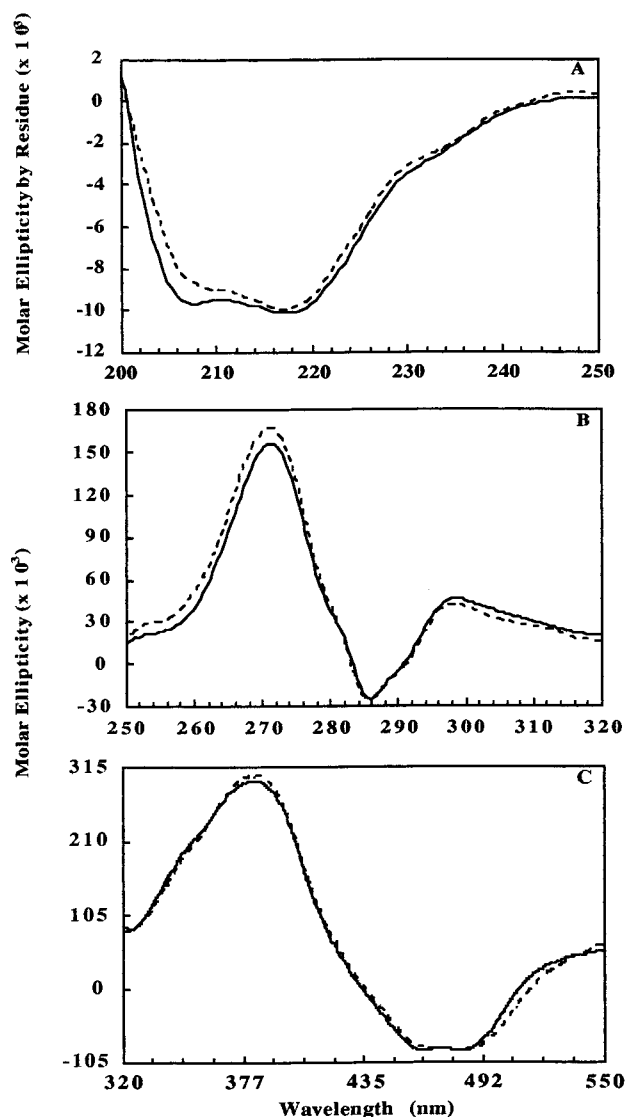 Molar Ellipticity by Residue (x 10³)
A
2
0
-2
-4
-6
-8
-10
-12
200 210 220 230 240 250
Molar Ellipticity (x 10³)
B
180
150
120
90
60
30
0
-30
250 260 270 280 290 300 310 320
C
315
210
105
0
-105
320 377 435 492 550
Wavelength (nm)